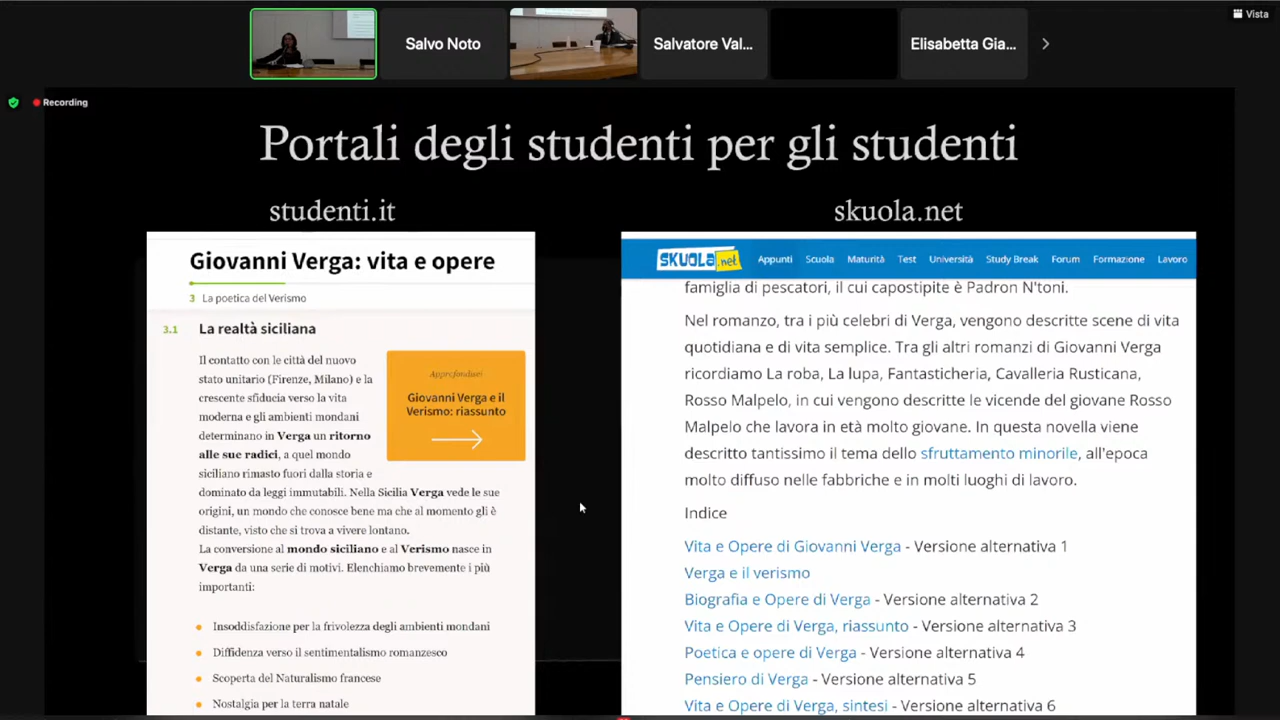 Vista
Salvo Noto
Salvatore Val...
Elisabetta Gia...
Recording
Portali degli studenti per gli studenti
studenti.it
skuola.net
Giovanni Verga: vita e opere
3 La poetica del Verismo
3.1 La realtà siciliana
Il contatto con le città del nuovo
stato unitario (Firenze, Milano) e la
crescente sfiducia verso la vita
moderna e gli ambienti mondani
determinano in Verga un ritorno
alle sue radici, a quel mondo
siciliano rimasto fuori dalla storia e
dominato da leggi immutabili. Nella Sicilia Verga vede le sue
origini, un mondo che conosce bene ma che al momento gli è
distante, visto che si trova a vivere lontano.
La conversione al mondo siciliano e al Verismo nasce in
Verga da una serie di motivi. Elenchiamo brevemente i più
importanti:
Insoddisfazione per la frivolezza degli ambienti mondani
Diffidenza verso il sentimentalismo romanzesco
Scoperta del Naturalismo francese
Nostalgia per la terra natale
Approfondisci
Giovanni Verga e il
Verismo: riassunto
SKUOLA.net
Appunti Scuola Maturità Test Università Study Break Forum Formazione Lavoro
famiglia di pescatori, il cui capostipite è Padron N'toni.
Nel romanzo, tra i più celebri di Verga, vengono descritte scene di vita
quotidiana e di vita semplice. Tra gli altri romanzi di Giovanni Verga
ricordiamo La roba, La lupa, Fantasticheria, Cavalleria Rusticana,
Rosso Malpelo, in cui vengono descritte le vicende del giovane Rosso
Malpelo che lavora in età molto giovane. In questa novella viene
descritto tantissimo il tema dello sfruttamento minorile, all'epoca
molto diffuso nelle fabbriche e in molti luoghi di lavoro.
Indice
Vita e Opere di Giovanni Verga - Versione alternativa 1
Verga e il verismo
Biografia e Opere di Verga - Versione alternativa 2
Vita e Opere di Verga, riassunto - Versione alternativa 3
Poetica e opere di Verga - Versione alternativa 4
Pensiero di Verga - Versione alternativa 5
Vita e Opere di Verga, sintesi - Versione alternativa 6